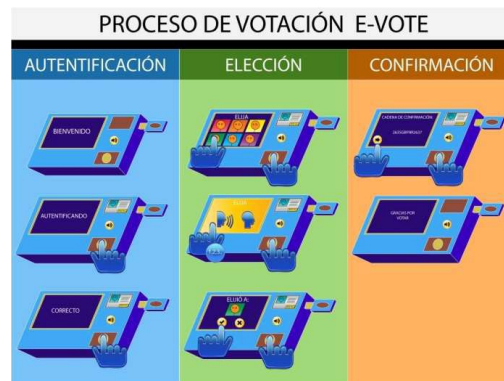 PROCESO DE VOTACIÓN E-VOTE
AUTENTIFICACIÓN
BIENVENIDO
AUTENTIFICANDO
CORRECTO
ELECCIÓN
ELIJA
ELIJIÓ A:
CONFIRMACIÓN
CADENA DE CONFIRMACIÓN
GRACIAS POR
VOTAR